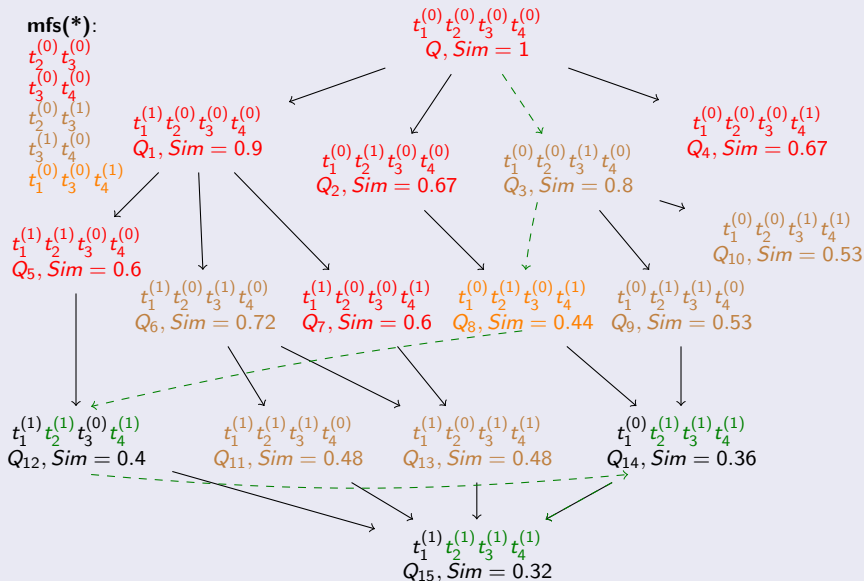 mfs(*):
t₂⁽⁰⁾ t₃⁽⁰⁾
t₃⁽⁰⁾ t₄⁽⁰⁾
t₂⁽⁰⁾ t₃⁽¹⁾
t₃⁽¹⁾ t₄⁽⁰⁾
t₁⁽⁰⁾ t₃⁽⁰⁾ t₄⁽¹⁾
t₁⁽⁰⁾ t₂⁽⁰⁾ t₃⁽⁰⁾ t₄⁽⁰⁾
Q, Sim = 1
t₁⁽¹⁾ t₂⁽⁰⁾ t₃⁽⁰⁾ t₄⁽⁰⁾
Q₁, Sim = 0.9
t₁⁽⁰⁾ t₂⁽¹⁾ t₃⁽⁰⁾ t₄⁽⁰⁾
Q₂, Sim = 0.67
t₁⁽⁰⁾ t₂⁽⁰⁾ t₃⁽¹⁾ t₄⁽⁰⁾
Q₃, Sim = 0.8
t₁⁽⁰⁾ t₂⁽⁰⁾ t₃⁽⁰⁾ t₄⁽¹⁾
Q₄, Sim = 0.67
t₁⁽¹⁾ t₂⁽¹⁾ t₃⁽⁰⁾ t₄⁽⁰⁾
Q₅, Sim = 0.6
t₁⁽¹⁾ t₂⁽⁰⁾ t₃⁽¹⁾ t₄⁽⁰⁾
Q₆, Sim = 0.72
t₁⁽¹⁾ t₂⁽⁰⁾ t₃⁽⁰⁾ t₄⁽¹⁾
Q₇, Sim = 0.6
t₁⁽⁰⁾ t₂⁽¹⁾ t₃⁽⁰⁾ t₄⁽¹⁾
Q₈, Sim = 0.44
t₁⁽⁰⁾ t₂⁽¹⁾ t₃⁽¹⁾ t₄⁽⁰⁾
Q₉, Sim = 0.53
t₁⁽⁰⁾ t₂⁽⁰⁾ t₃⁽¹⁾ t₄⁽¹⁾
Q₁₀, Sim = 0.53
t₁⁽¹⁾ t₂⁽¹⁾ t₃⁽⁰⁾ t₄⁽¹⁾
Q₁₂, Sim = 0.4
t₁⁽¹⁾ t₂⁽¹⁾ t₃⁽¹⁾ t₄⁽⁰⁾
Q₁₁, Sim = 0.48
t₁⁽¹⁾ t₂⁽⁰⁾ t₃⁽¹⁾ t₄⁽¹⁾
Q₁₃, Sim = 0.48
t₁⁽⁰⁾ t₂⁽¹⁾ t₃⁽¹⁾ t₄⁽¹⁾
Q₁₄, Sim = 0.36
t₁⁽¹⁾ t₂⁽¹⁾ t₃⁽¹⁾ t₄⁽¹⁾
Q₁₅, Sim = 0.32